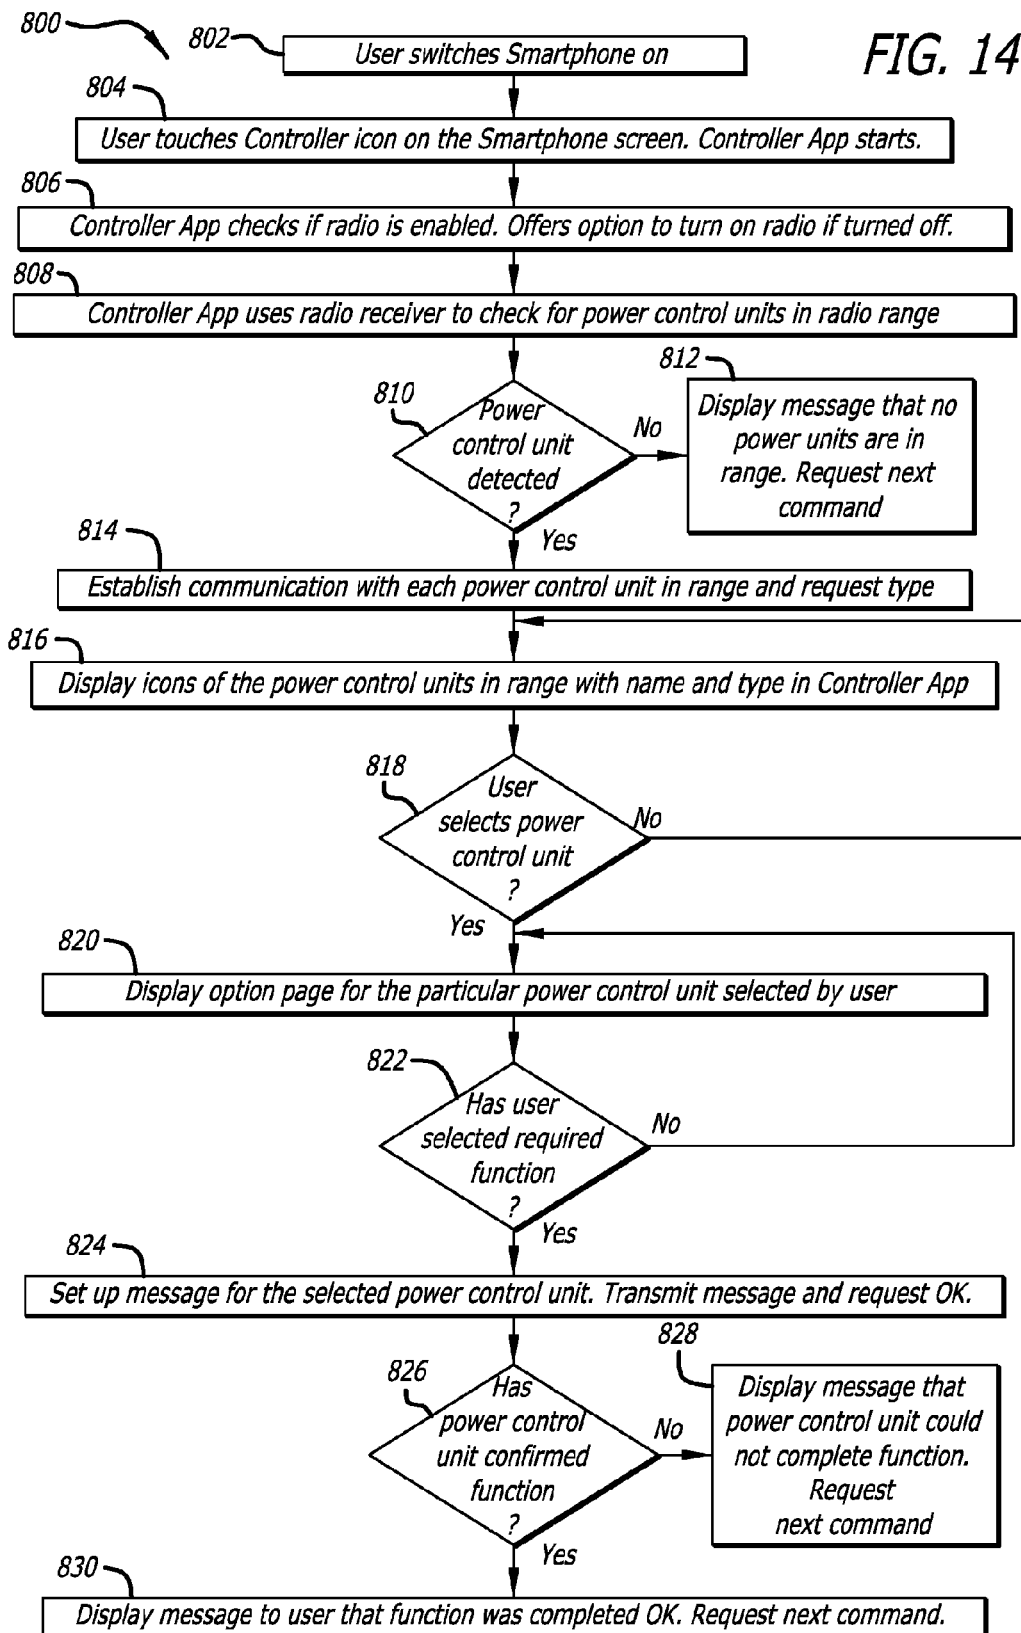 800
802
User switches Smartphone on
FIG. 14
804
User touches Controller icon on the Smartphone screen. Controller App starts.
806
Controller App checks if radio is enabled. Offers option to turn on radio if turned off.
808
Controller App uses radio receiver to check for power control units in radio range
810
Power
control unit
detected
?
No
812
Display message that no
power units are in
range. Request next
command
Yes
814
Establish communication with each power control unit in range and request type
816
Display icons of the power control units in range with name and type in Controller App
818
User
selects power
control unit
?
No
Yes
820
Display option page for the particular power control unit selected by user
822
Has user
selected required
function
?
No
Yes
824
Set up message for the selected power control unit. Transmit message and request OK.
826
Has
power control
unit confirmed
function
?
No
828
Display message that
power control unit could
not complete function.
Request
next command
Yes
830
Display message to user that function was completed OK. Request next command.